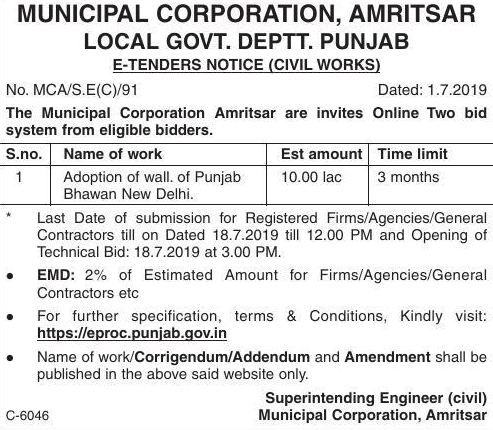 MUNICIPAL CORPORATION, AMRITSAR
LOCAL GOVT. DEPTT. PUNJAB
E-TENDERS NOTICE (CIVIL WORKS)
No. MCA/S.E(C)/91 Dated: 1.7.2019
The Municipal Corporation Amritsar are invites Online Two bid
system from eligible bidders.
S.no. Name of work Est amount Time limit
1 Adoption of wall. of Punjab 10.00 lac 3 months
Bhawan New Delhi.
* Last Date of submission for Registered Firms/Agencies/General
Contractors till on Dated 18.7.2019 till 12.00 PM and Opening of
Technical Bid: 18.7.2019 at 3.00 PM.
● EMD: 2% of Estimated Amount for Firms/Agencies/General
Contractors etc
● For further specification, terms & Conditions, Kindly visit:
https://eproc.punjab.gov.in
● Name of work/Corrigendum/Addendum and Amendment shall be
published in the above said website only.
Superintending Engineer (civil)
C-6046 Municipal Corporation, Amritsar